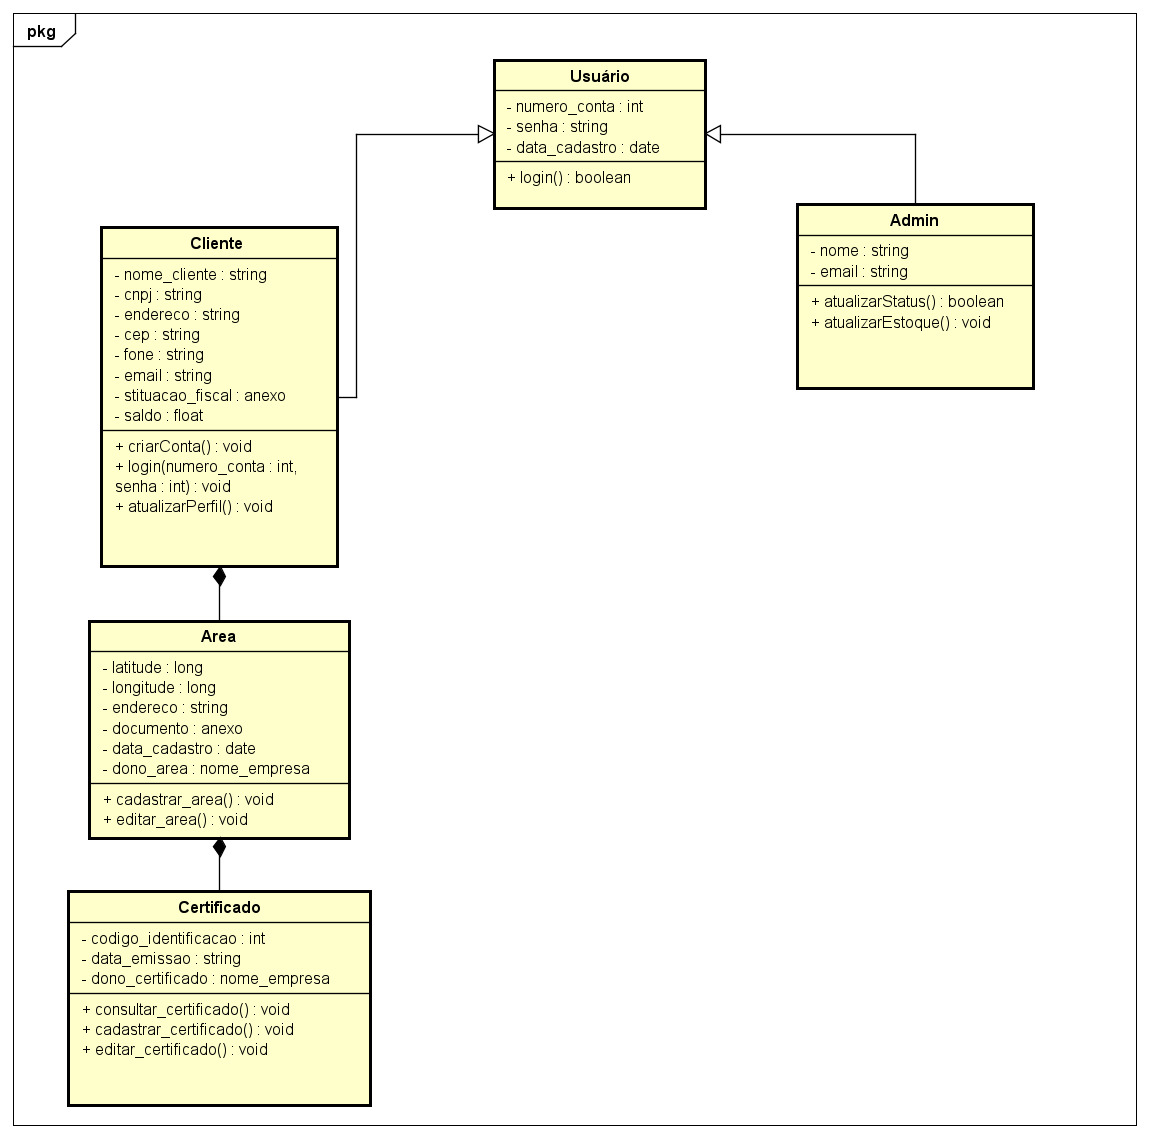 pkg
Usuário
- numero_conta : int
- senha : string
- data_cadastro : date
+ login() : boolean
Admin
- nome : string
- email : string
+ atualizarStatus() : boolean
+ atualizarEstoque() : void
Cliente
- nome_cliente : string
- cnpj : string
- endereco : string
- cep : string
- fone : string
- email : string
- stituacao_fiscal : anexo
- saldo : float
+ criarConta() : void
+ login(numero_conta : int,
senha : int) : void
+ atualizarPerfil() : void
Area
- latitude : long
- longitude : long
- endereco : string
- documento : anexo
- data_cadastro : date
- dono_area : nome_empresa
+ cadastrar_area() : void
+ editar_area() : void
Certificado
- codigo_identificacao : int
- data_emissao : string
- dono_certificado : nome_empresa
+ consultar_certificado() : void
+ cadastrar_certificado() : void
+ editar_certificado() : void